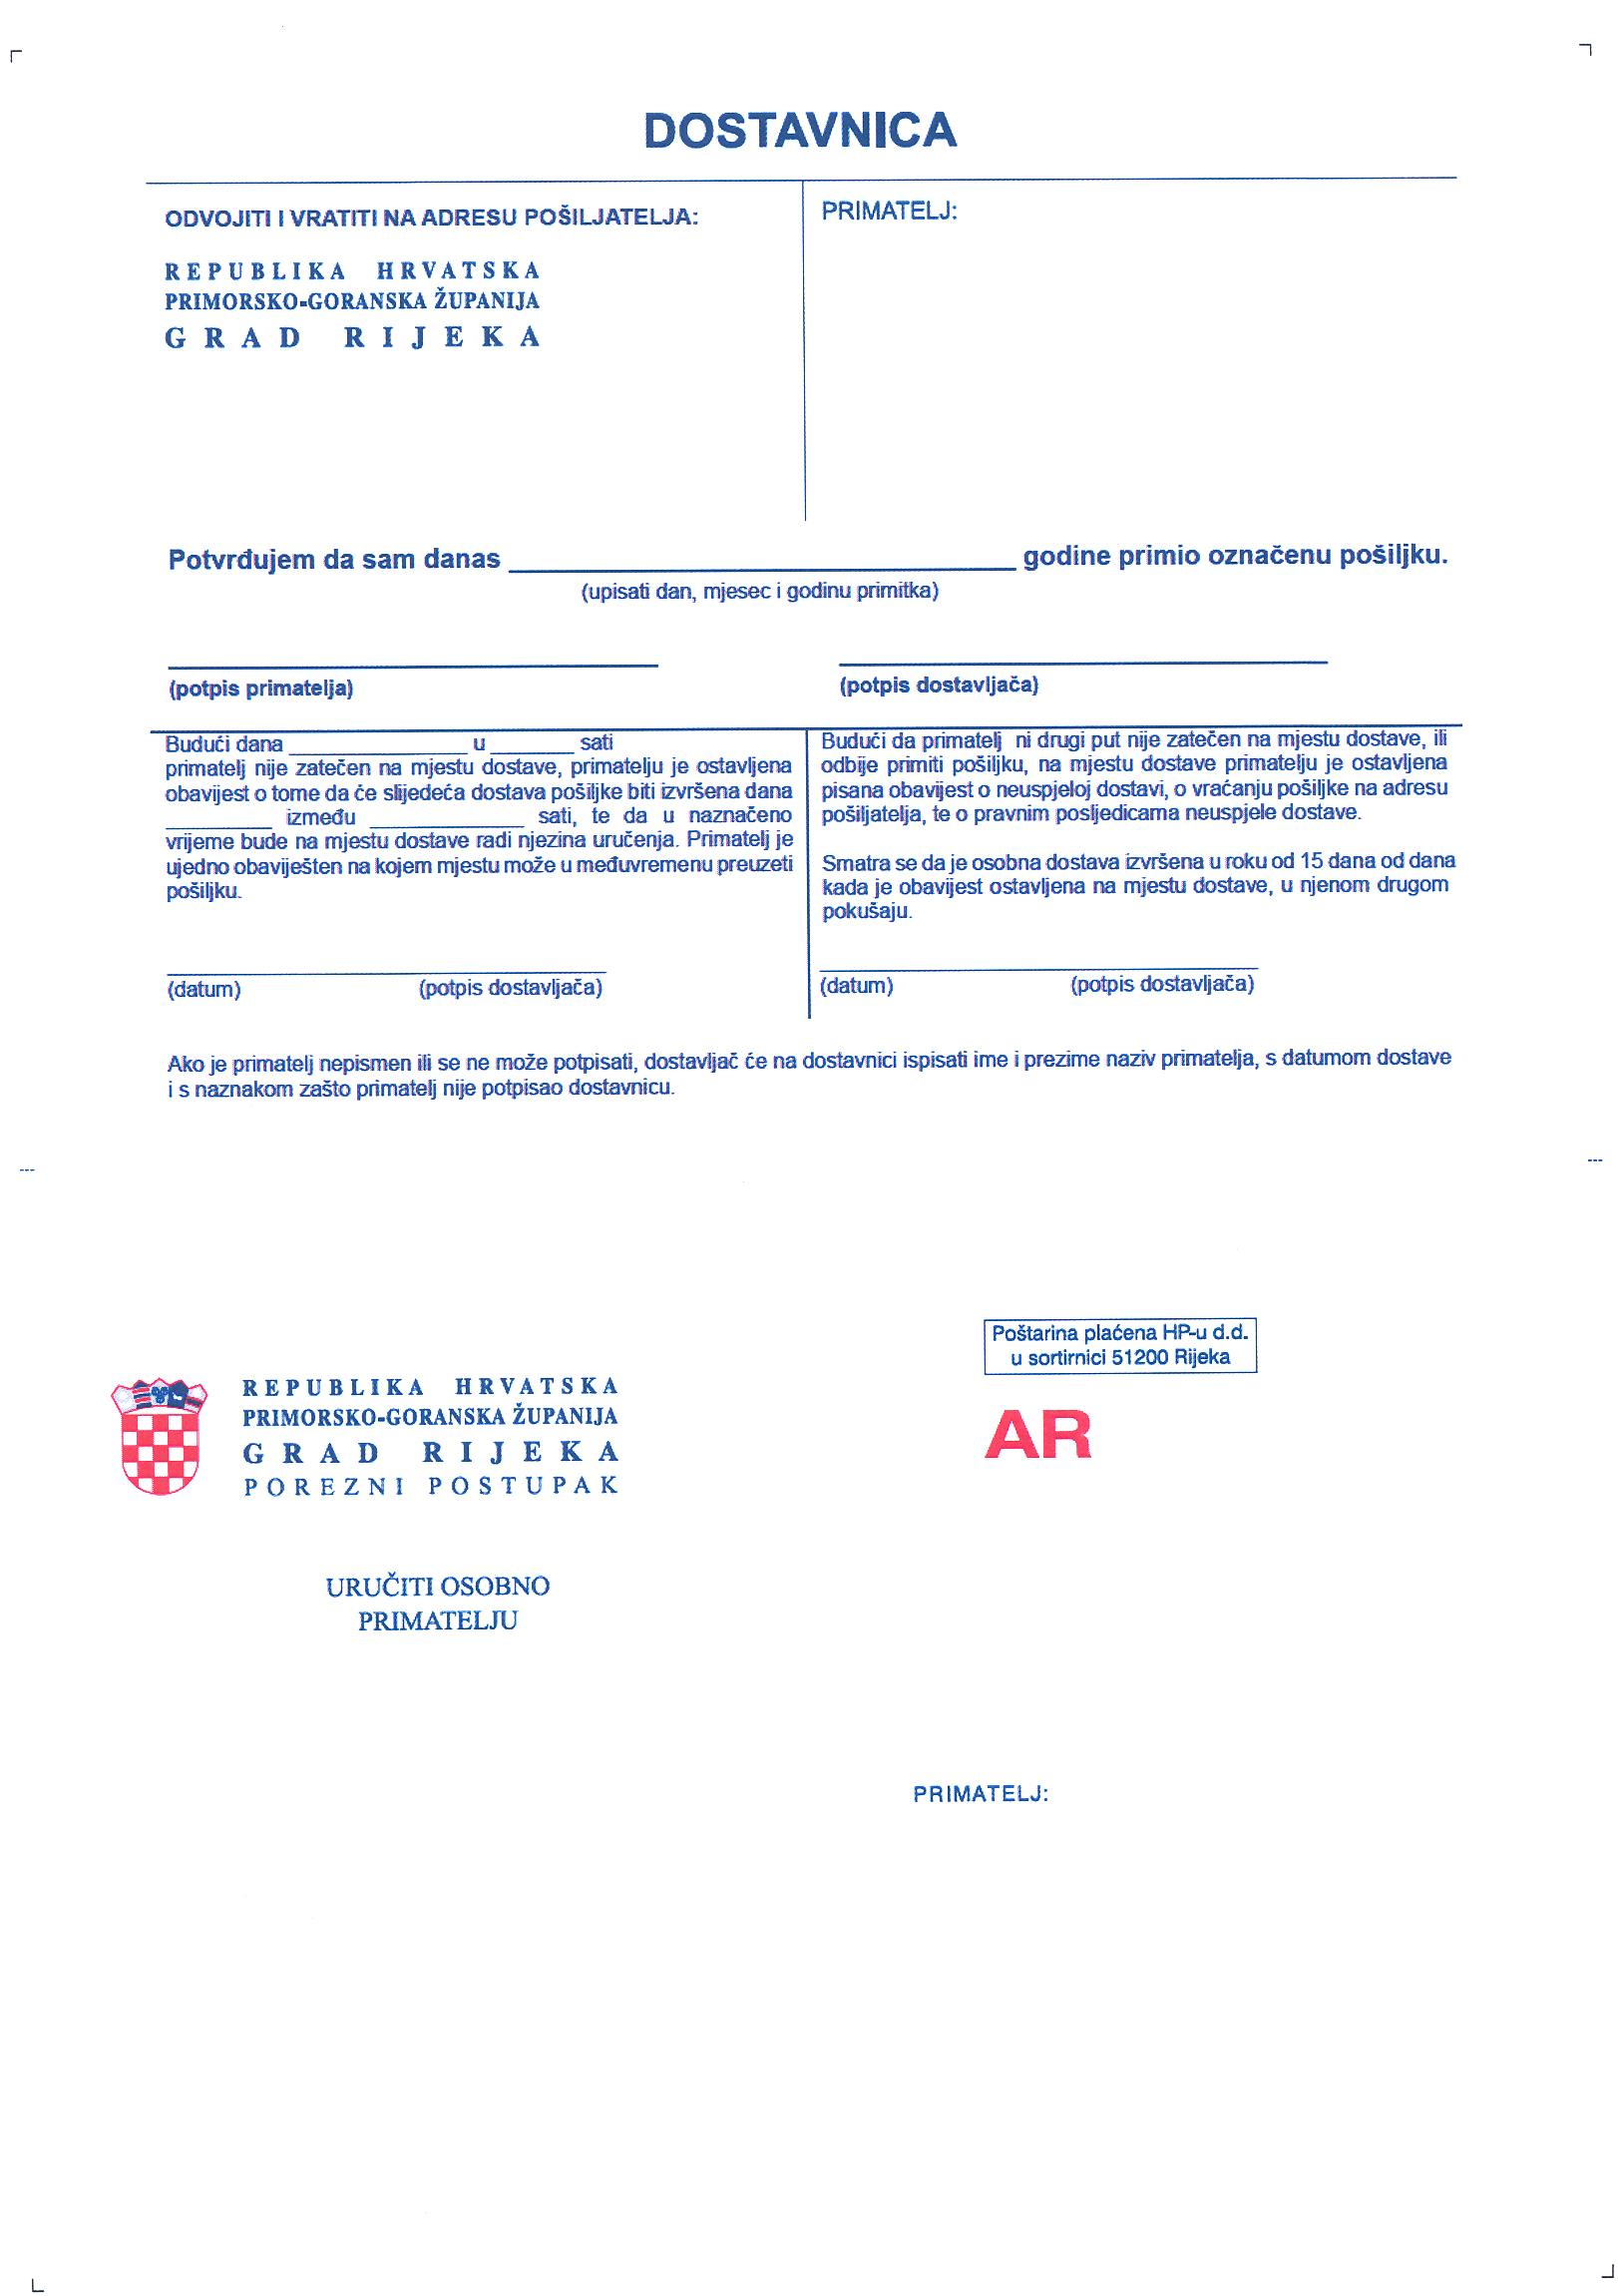 DOSTAVNICA
ODVOJITI I VRATITI NA ADRESU POŠILJATELJA:
REPUBLIKA HRVATSKA
PRIMORSKO-GORANSKA ŽUPANIJA
GRAD RIJEKA
PRIMATELJ:
Potvrđujem da sam danas ______________ godine primio označenu pošiljku.
(upisati dan, mjesec i godinu primitka)
(potpis primatelja) (potpis dostavljača)
Budući dana ______________ u _______ sati
primatelj nije zatečen na mjestu dostave, primatelju je ostavljena
obavijest o tome da će slijedeća dostava pošiljke biti izvršena dana
_________ između _____________ sati, te da u naznačeno
vrijeme bude na mjestu dostave radi njezina uručenja. Primatelj je
ujedno obaviješten na kojem mjestu može u međuvremenu preuzeti
pošiljku.
(datum) (potpis dostavljača)
Budući da primatelj ni drugi put nije zatečen na mjestu dostave, ili
odbije primiti pošiljku, na mjestu dostave primatelju je ostavljena
pisana obavijest o neuspjeloj dostavi, o vraćanju pošiljke na adresu
pošiljatelja, te o pravnim posljedicama neuspjele dostave.
Smatra se da je osobna dostava izvršena u roku od 15 dana od dana
kada je obavijest ostavljena na mjestu dostave, u njenom drugom
pokušaju.
(datum) (potpis dostavljača)
Ako je primatelj nepismen ili se ne može potpisati, dostavljač će na dostavnici ispisati ime i prezime naziv primatelja, s datumom dostave
i s naznakom zašto primatelj nije potpisao dostavnicu.
Poštarina plaćena HP-u d.d.
u sortirnici 51200 Rijeka
AR
REPUBLIKA HRVATSKA
PRIMORSKO-GORANSKA ŽUPANIJA
GRAD RIJEKA
POREZNI POSTUPAK
URUČITI OSOBNO
PRIMATELJU
PRIMATELJ: